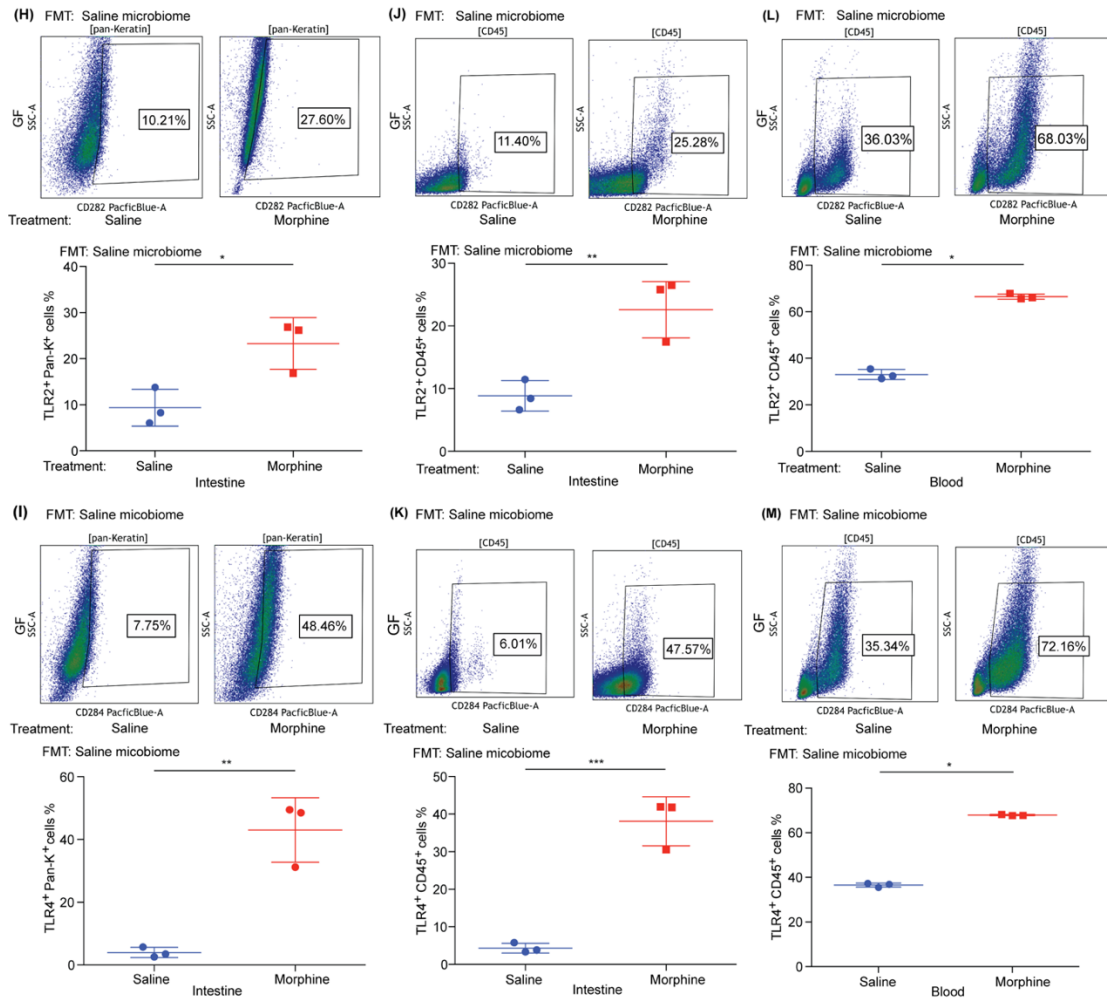 (H) FMT: Saline microbiome
[pan-Keratin] [pan-Keratin]
GF
SSC-A SSC-A
10.21% 27.60%
CD282 PacficBlue-A CD282 PacficBlue-A
Treatment: Saline Morphine
FMT: Saline microbiome
*
TLR2+ Pan-K+ cells %
40
30
20
10
0
Treatment: Saline Morphine
Intestine
(J) FMT: Saline microbiome
[CD45] [CD45]
SSC-A SSC-A
11.40% 25.28%
CD282 PacficBlue-A CD282 PacficBlue-A
Treatment: Saline Morphine
FMT: Saline microbiome
**
TLR2+ CD45+ cells %
30
20
10
0
Treatment: Saline Morphine
Intestine
(L) FMT: Saline microbiome
[CD45] [CD45]
SSC-A SSC-A
36.03% 68.03%
CD282 PacficBlue-A CD282 PacficBlue-A
Treatment: Saline Morphine
FMT: Saline microbiome
*
TLR2+ CD45+ cells %
80
60
40
20
0
Treatment: Saline Morphine
Blood
(I) FMT: Saline micobiome
[pan-Keratin] [pan-Keratin]
GF
SSC-A SSC-A
7.75% 48.46%
CD284 PacficBlue-A CD284 PacficBlue-A
Treatment: Saline Morphine
FMT: Saline micobiome
**
TLR4+ Pan-K+ cells %
60
40
20
0
Saline Morphine
Intestine
(K) FMT: Saline micobiome
[CD45] [CD45]
SSC-A SSC-A
6.01% 47.57%
CD284 PacficBlue-A CD284 PacficBlue-A
Treatment: Saline Morphine
FMT: Saline micobiome
***
TLR4+ CD45+ cells %
50
40
30
20
10
0
Saline Morphine
Intestine
(M) FMT: Saline micobiome
[CD45] [CD45]
SSC-A SSC-A
35.34% 72.16%
CD284 PacficBlue-A CD284 PacficBlue-A
Treatment: Saline Morphine
FMT: Saline micobiome
*
TLR4+ CD45+ cells %
80
60
40
20
0
Saline Morphine
Blood